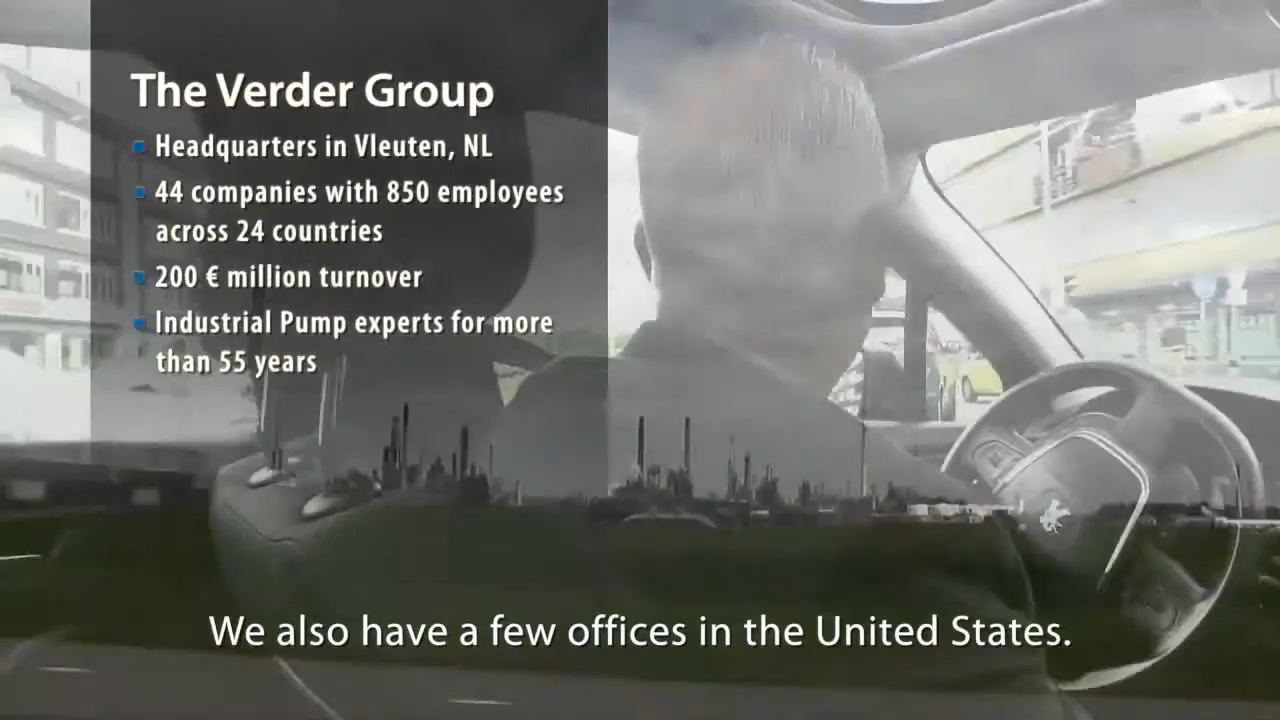 The Verder Group
Headquarters in Vleuten, NL
44 companies with 850 employees
across 24 countries
200 € million turnover
Industrial Pump experts for more
than 55 years
We also have a few offices in the United States.